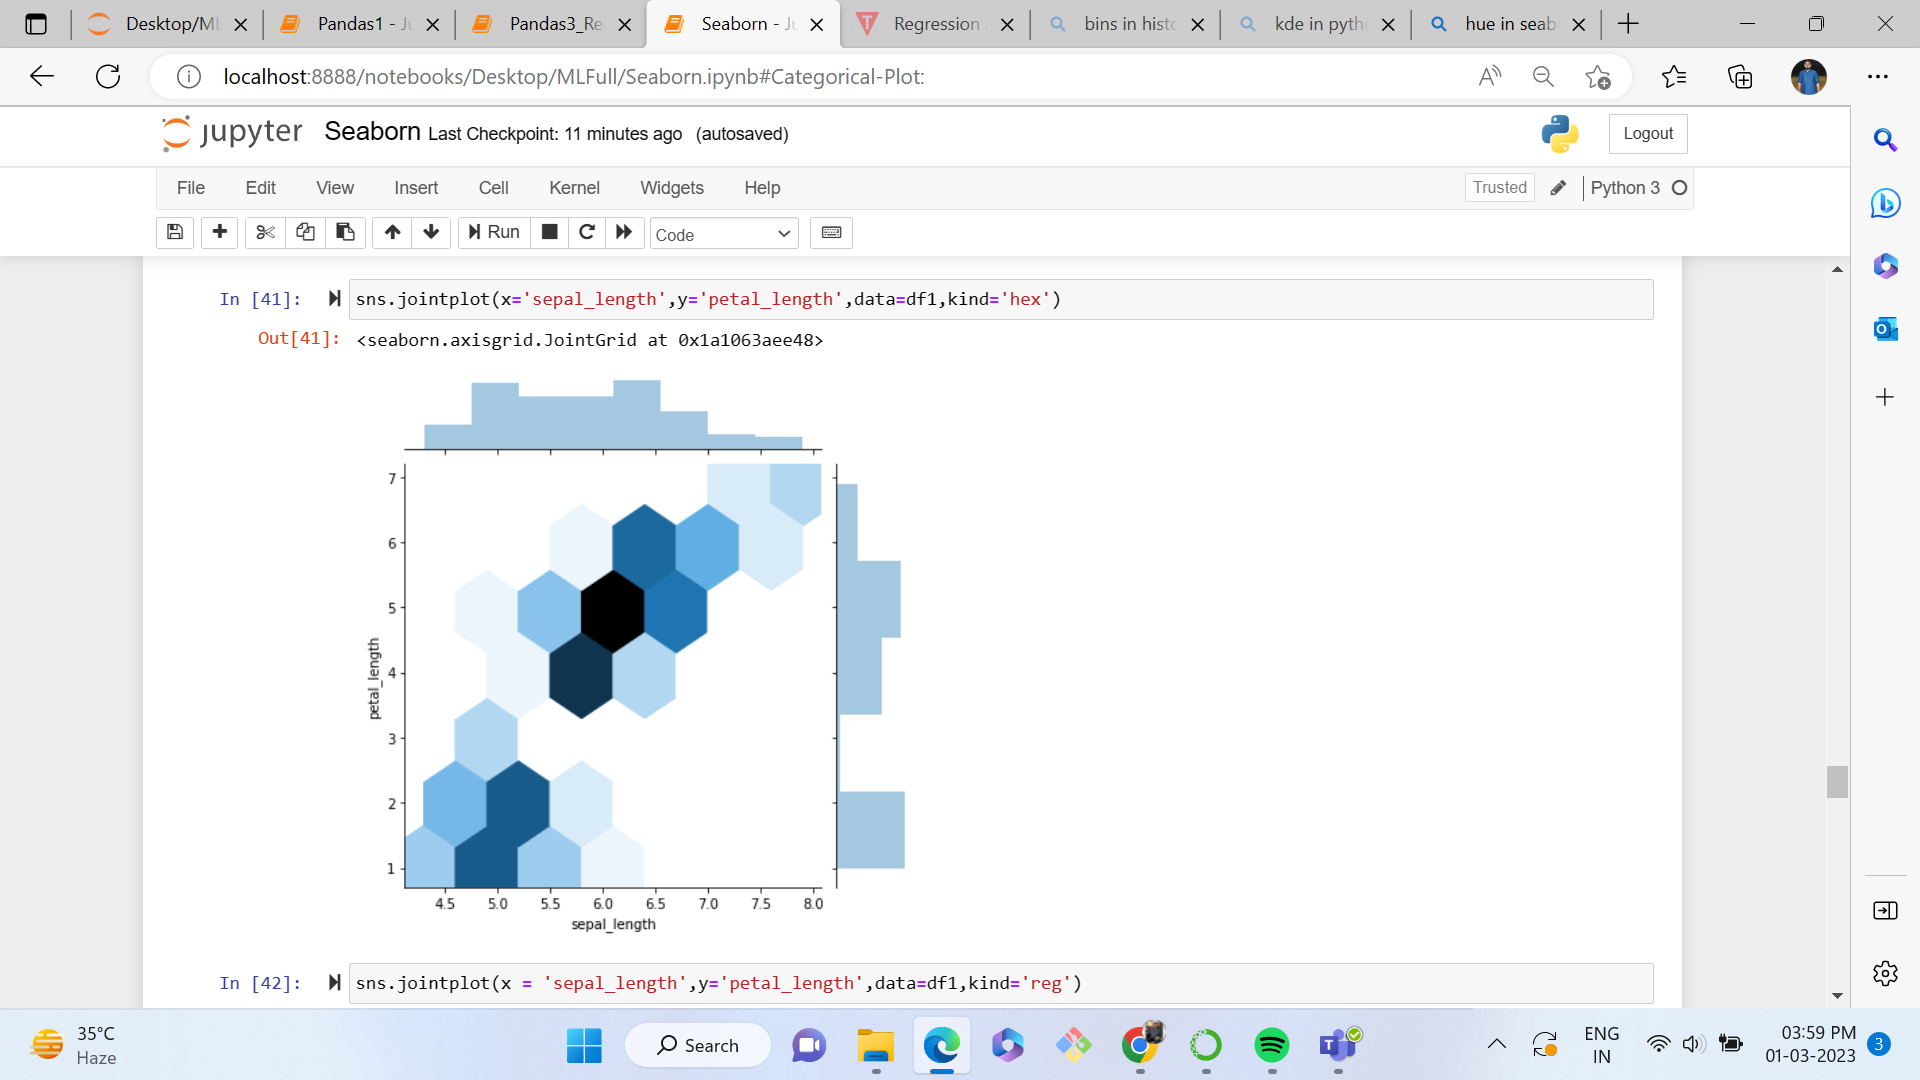 Desktop/ML
Pandas1 - Ju
Pandas3_Re
Seaborn - Ju
Regression
bins in histo
kde in pytho
hue in seab
localhost:8888/notebooks/Desktop/MLFull/Seaborn.ipynb#Categorical-Plot:
jupyter Seaborn Last Checkpoint: 11 minutes ago (autosaved)
Logout
File Edit View Insert Cell Kernel Widgets Help
Trusted
Python 3
Run
Code
In [41]: sns.jointplot(x='sepal_length',y='petal_length',data=df1,kind='hex')
Out[41]: <seaborn.axisgrid.JointGrid at 0x1a1063aee48>
7
6
5
4
3
2
1
petal_length
4.5 5.0 5.5 6.0 6.5 7.0 7.5 8.0
sepal_length
In [42]: sns.jointplot(x = 'sepal_length',y='petal_length',data=df1,kind='reg')
35°C
Haze
Search
ENG
IN
03:59 PM
01-03-2023
3